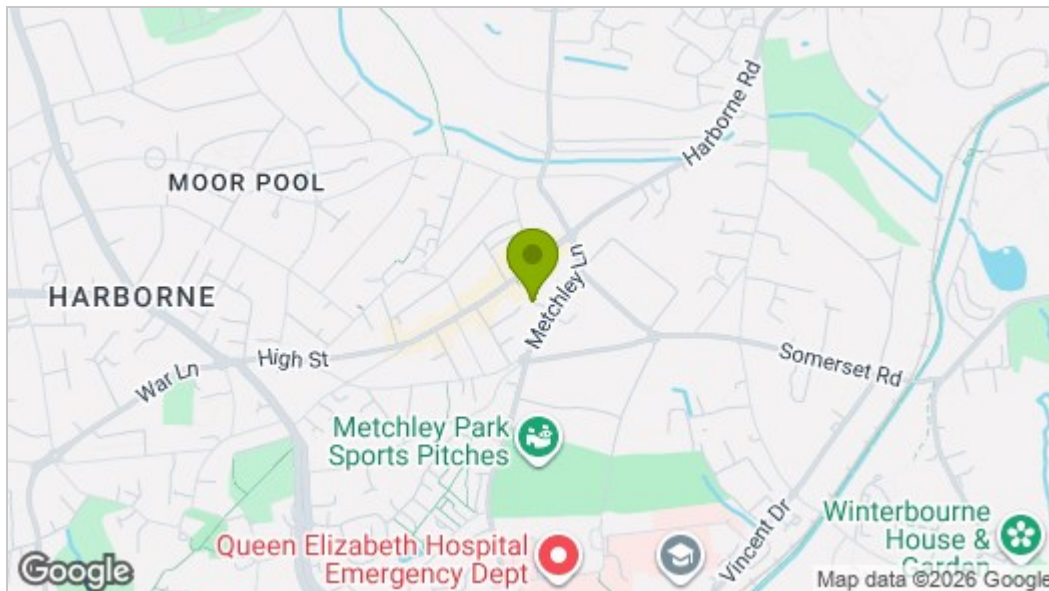 Harborne Rd
MOOR POOL
Metchley Ln
HARBORNE
High St
War Ln
Somerset Rd
Metchley Park
Sports Pitches
Vincent Dr
Winterbourne
House &
Garden
Queen Elizabeth Hospital
Emergency Dept
Google
Map data ©2026 Google